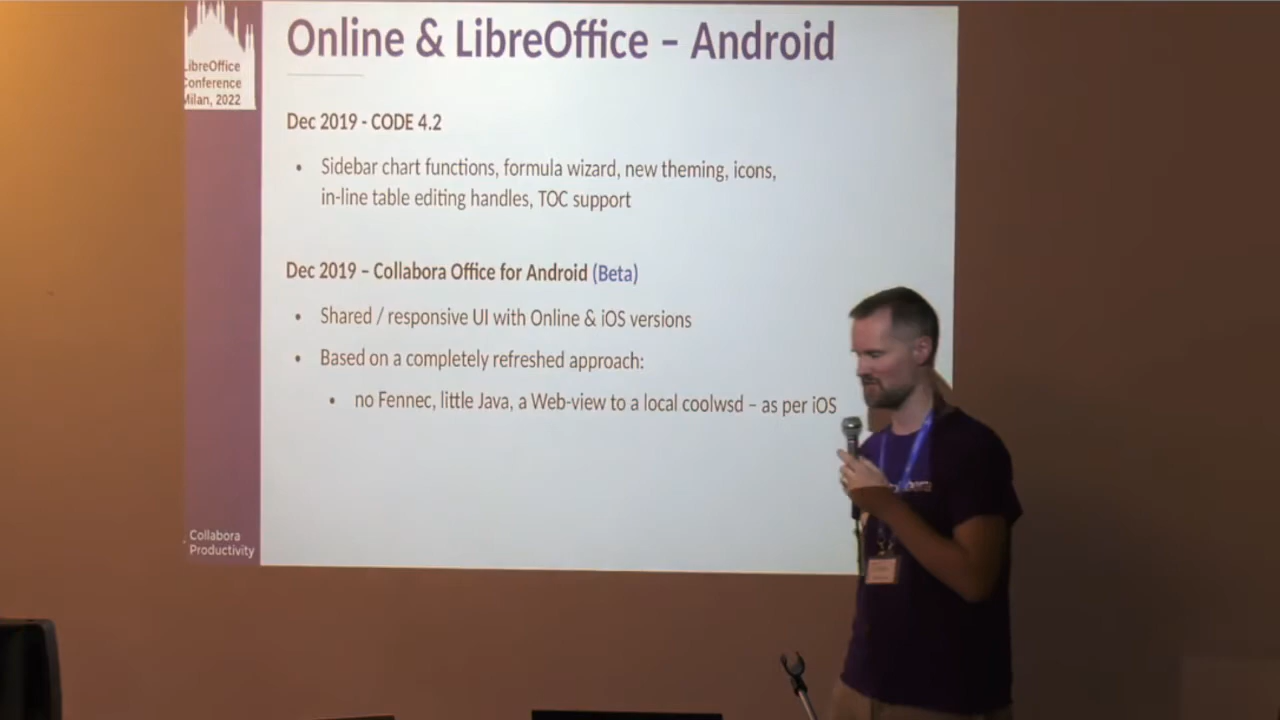 Online & LibreOffice – Android
LibreOffice
Conference
Milan, 2022
Dec 2019 - CODE 4.2
• Sidebar chart functions, formula wizard, new theming, icons,
in-line table editing handles, TOC support
Dec 2019 – Collabora Office for Android (Beta)
• Shared / responsive UI with Online & iOS versions
• Based on a completely refreshed approach:
• no Fennec, little Java, a Web-view to a local coolwsd – as per iOS
Collabora
Productivity